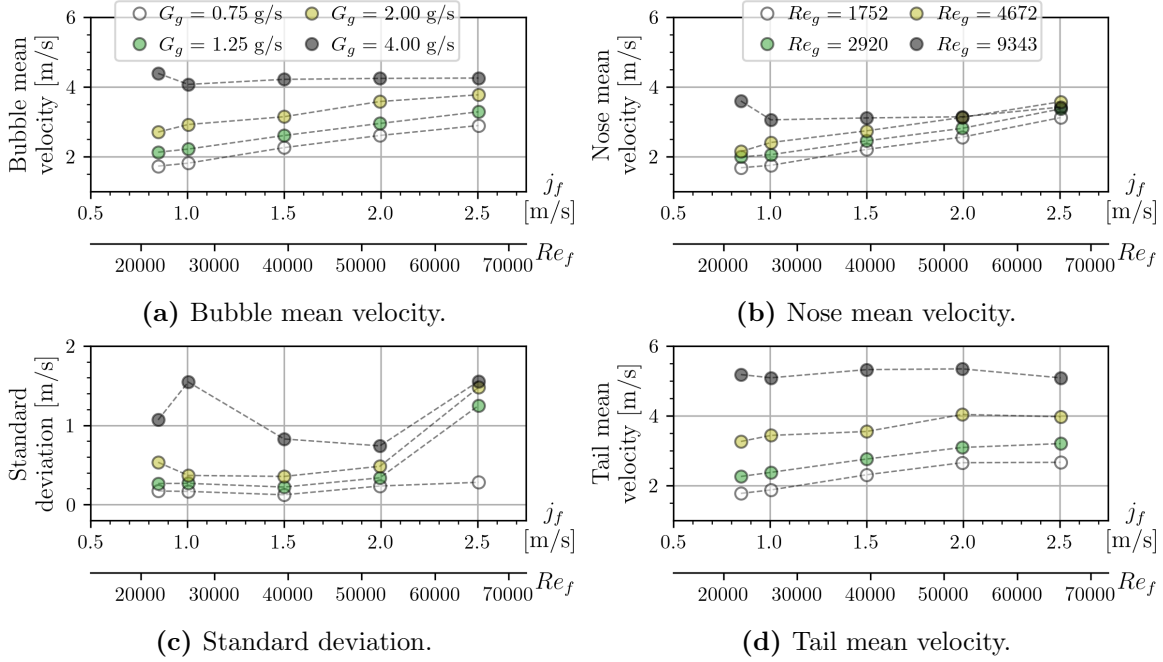 G_g = 0.75 g/s G_g = 2.00 g/s
G_g = 1.25 g/s G_g = 4.00 g/s
Bubble mean
velocity [m/s]
6
4
2
0.5 1.0 1.5 2.0 2.5
j_f
[m/s]
20000 30000 40000 50000 60000 70000 Re_f
(a) Bubble mean velocity.
Re_g = 1752 Re_g = 4672
Re_g = 2920 Re_g = 9343
Nose mean
velocity [m/s]
6
4
2
0.5 1.0 1.5 2.0 2.5
j_f
[m/s]
20000 30000 40000 50000 60000 70000 Re_f
(b) Nose mean velocity.
Standard
deviation [m/s]
2
1
0
0.5 1.0 1.5 2.0 2.5
j_f
[m/s]
20000 30000 40000 50000 60000 70000 Re_f
(c) Standard deviation.
Tail mean
velocity [m/s]
6
4
2
0.5 1.0 1.5 2.0 2.5
j_f
[m/s]
20000 30000 40000 50000 60000 70000 Re_f
(d) Tail mean velocity.